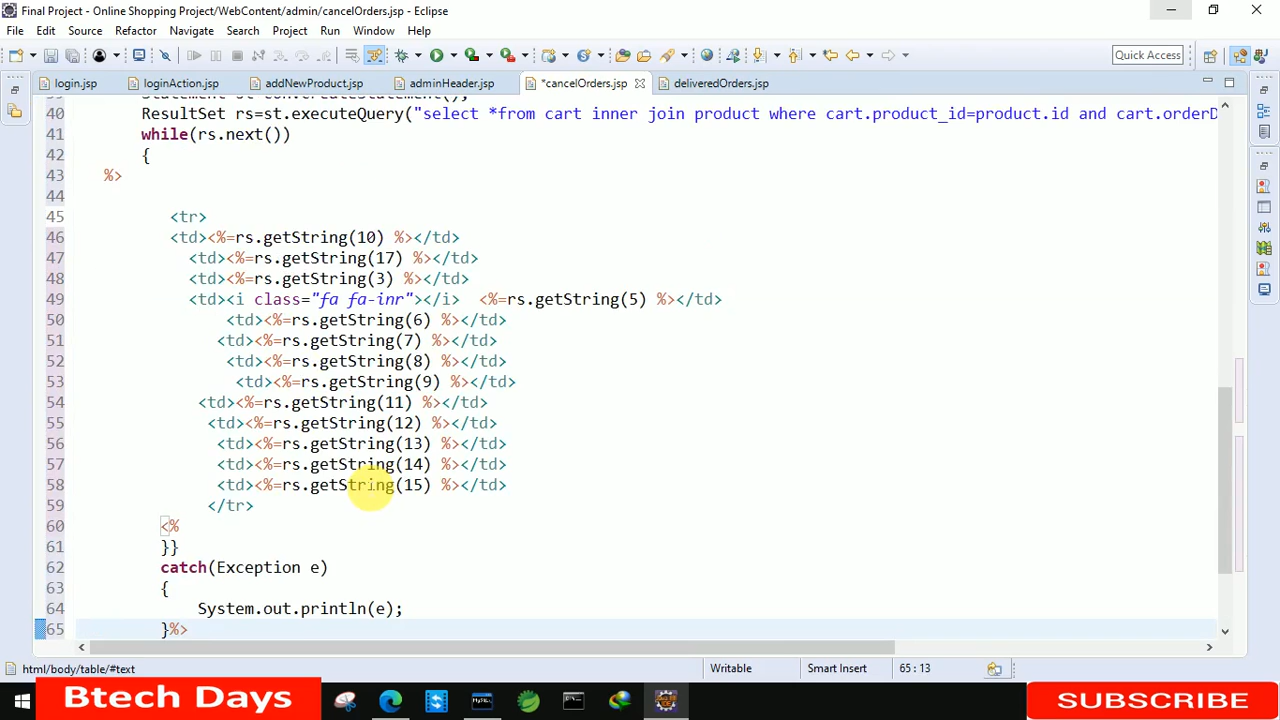 Final Project - Online Shopping Project/WebContent/admin/cancelOrders.jsp - Eclipse
File Edit Source Refactor Navigate Search Project Run Window Help
Quick Access
login.jsp loginAction.jsp addNewProduct.jsp adminHeader.jsp *cancelOrders.jsp deliveredOrders.jsp
39 Statement st=con.createStatement();
40 ResultSet rs=st.executeQuery("select *from cart inner join product where cart.product_id=product.id and cart.orderD
41 while(rs.next())
42 {
43 %>
44
45 <tr>
46 <td><%=rs.getString(10) %></td>
47 <td><%=rs.getString(17) %></td>
48 <td><%=rs.getString(3) %></td>
49 <td><i class="fa fa-inr"></i> <%=rs.getString(5) %></td>
50 <td><%=rs.getString(6) %></td>
51 <td><%=rs.getString(7) %></td>
52 <td><%=rs.getString(8) %></td>
53 <td><%=rs.getString(9) %></td>
54 <td><%=rs.getString(11) %></td>
55 <td><%=rs.getString(12) %></td>
56 <td><%=rs.getString(13) %></td>
57 <td><%=rs.getString(14) %></td>
58 <td><%=rs.getString(15) %></td>
59 </tr>
60 <%
61 }}
62 catch(Exception e)
63 {
64 System.out.println(e);
65 }%>
html/body/table/#text Writable Smart Insert 65 : 13
Btech Days
SUBSCRIBE